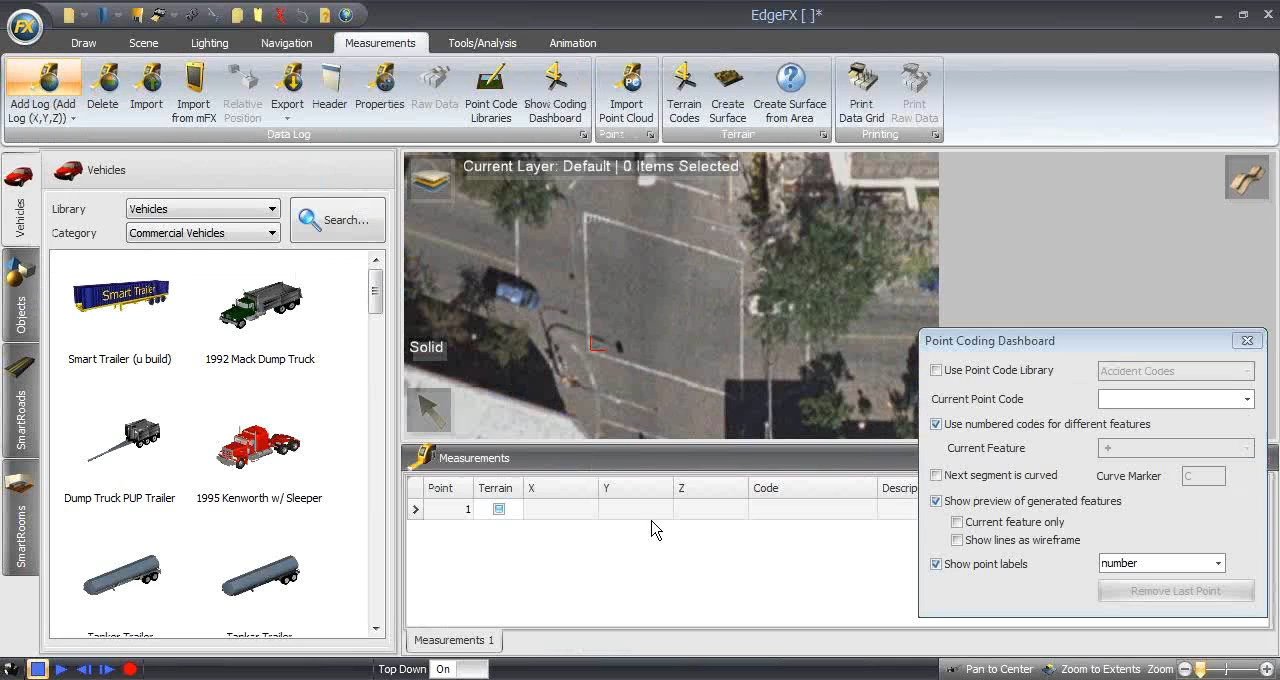 FX
EdgeFX [ ]*
Draw Scene Lighting Navigation Measurements Tools/Analysis Animation
Add Log (Add Log (X,Y,Z)) Delete Import Import from mFX Relative Position Export Header Properties Raw Data Point Code Libraries Show Coding Dashboard Import Point Cloud Terrain Codes Create Surface Create Surface from Area Print Data Grid Print Raw Data
Data Log Point ... Terrain Printing
Vehicles
Objects
SmartRoads
SmartRooms
Vehicles
Library Vehicles
Category Commercial Vehicles
Search...
Smart Trailer
Smart Trailer (u build) 1992 Mack Dump Truck
Dump Truck PUP Trailer 1995 Kenworth w/ Sleeper
Tanker Trailer Tanker Trailer
Current Layer: Default | 0 Items Selected
Solid
Measurements
Point Terrain X Y Z Code Descrip
1
Measurements 1
Point Coding Dashboard
Use Point Code Library Accident Codes
Current Point Code
Use numbered codes for different features
Current Feature +
Next segment is curved Curve Marker C
Show preview of generated features
Current feature only
Show lines as wireframe
Show point labels number
Remove Last Point
Top Down On
Pan to Center Zoom to Extents Zoom